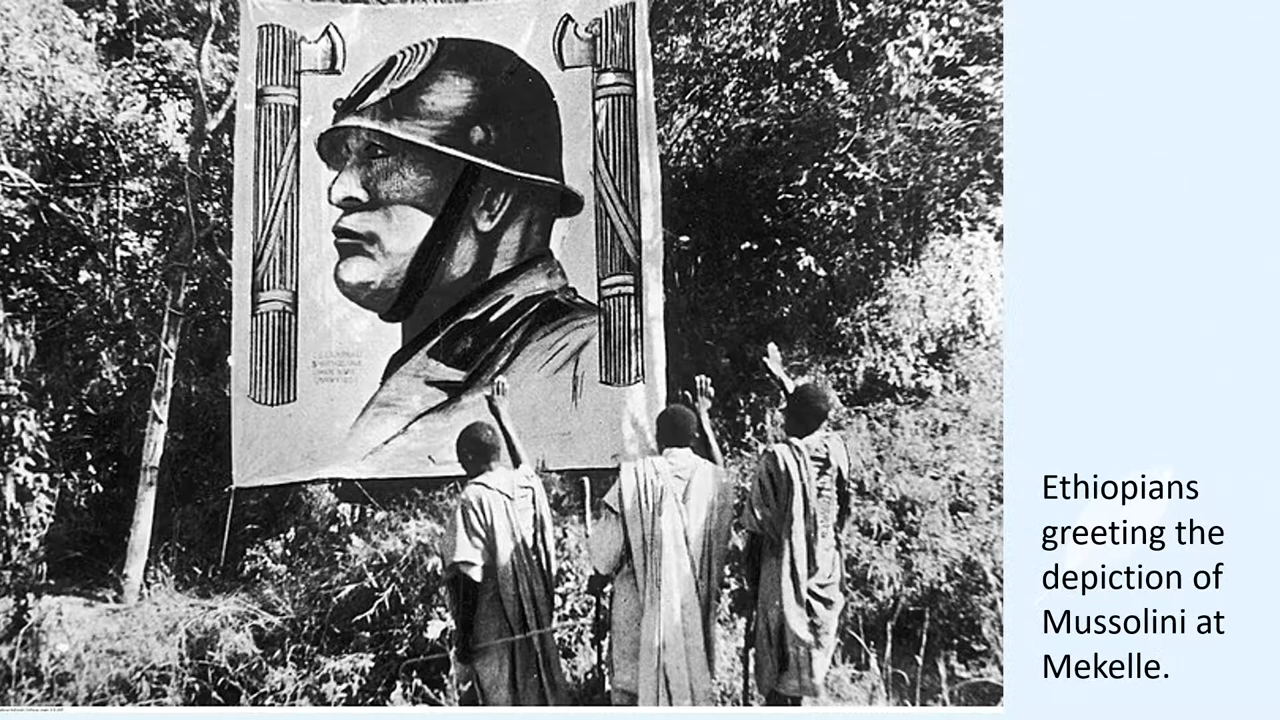 Ethiopians
greeting the
depiction of
Mussolini at
Mekelle.